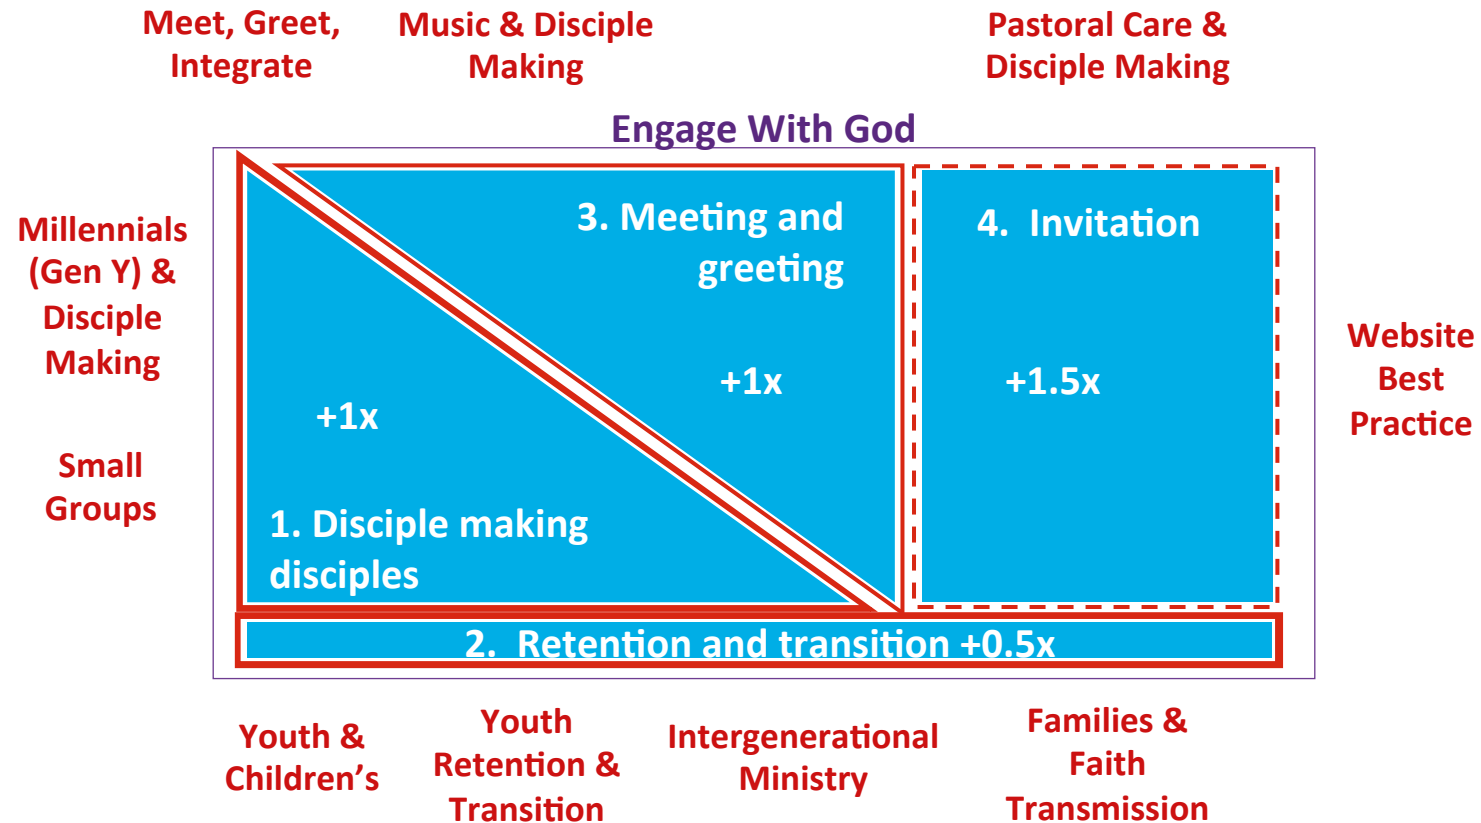 Meet, Greet,
Integrate
Music & Disciple
Making
Pastoral Care &
Disciple Making
Engage With God
Millennials
(Gen Y) &
Disciple
Making
Small
Groups
3. Meeting and
greeting
+1x
4.  Invitation
+1.5x
+1x
1. Disciple making
disciples
2.  Retention and transition +0.5x
Website
Best
Practice
Youth &
Children’s
Youth
Retention &
Transition
Intergenerational
Ministry
Families &
Faith
Transmission